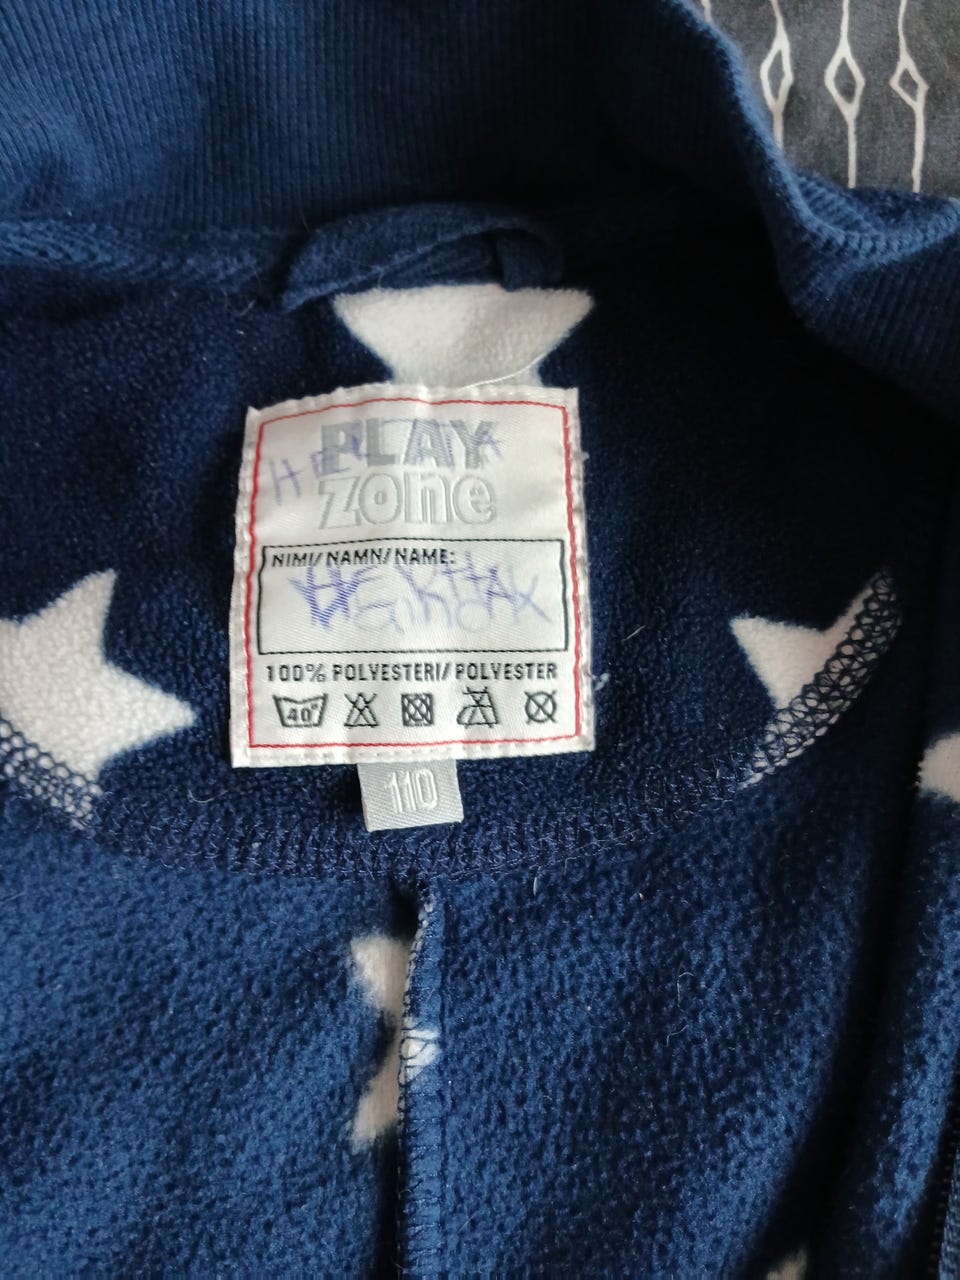 PLAY
zone
NIMI/ NAMN/ NAME:
100% POLYESTERI/ POLYESTER
40°
110